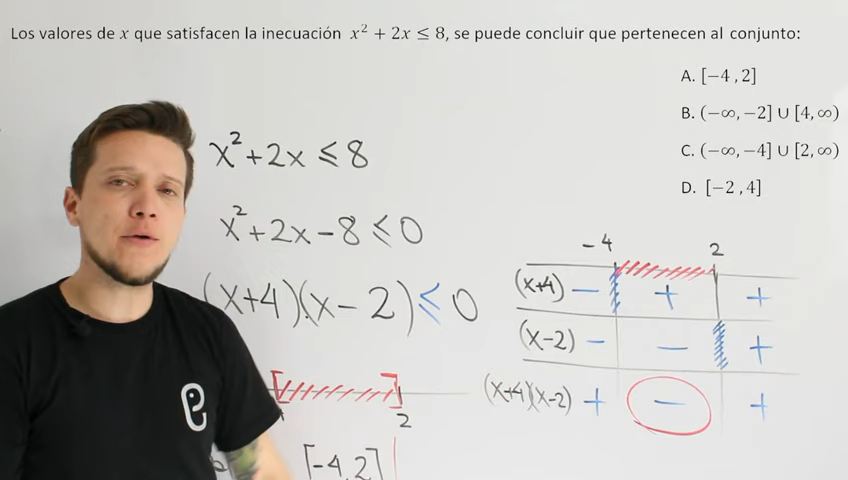 Los valores de x que satisfacen la inecuación x² + 2x ≤ 8, se puede concluir que pertenecen al conjunto:
A. [−4 , 2]
B. (−∞, −2] ∪ [4, ∞)
C. (−∞, −4] ∪ [2, ∞)
D. [−2 , 4]
x² + 2x ≤ 8
x² + 2x − 8 ≤ 0
(x+4)(x−2) ≤ 0
2
[−4, 2]
−4 2
(x+4) − + +
(x−2) − − +
(x+4)(x−2) + − +